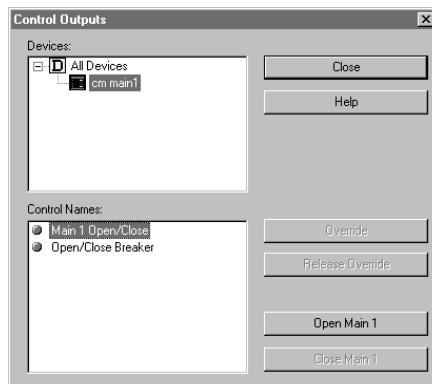 Control Outputs
Devices:
D All Devices
cm main1
Close
Help
Control Names:
Main 1 Open/Close
Open/Close Breaker
Override
Release Override
Open Main 1
Close Main 1